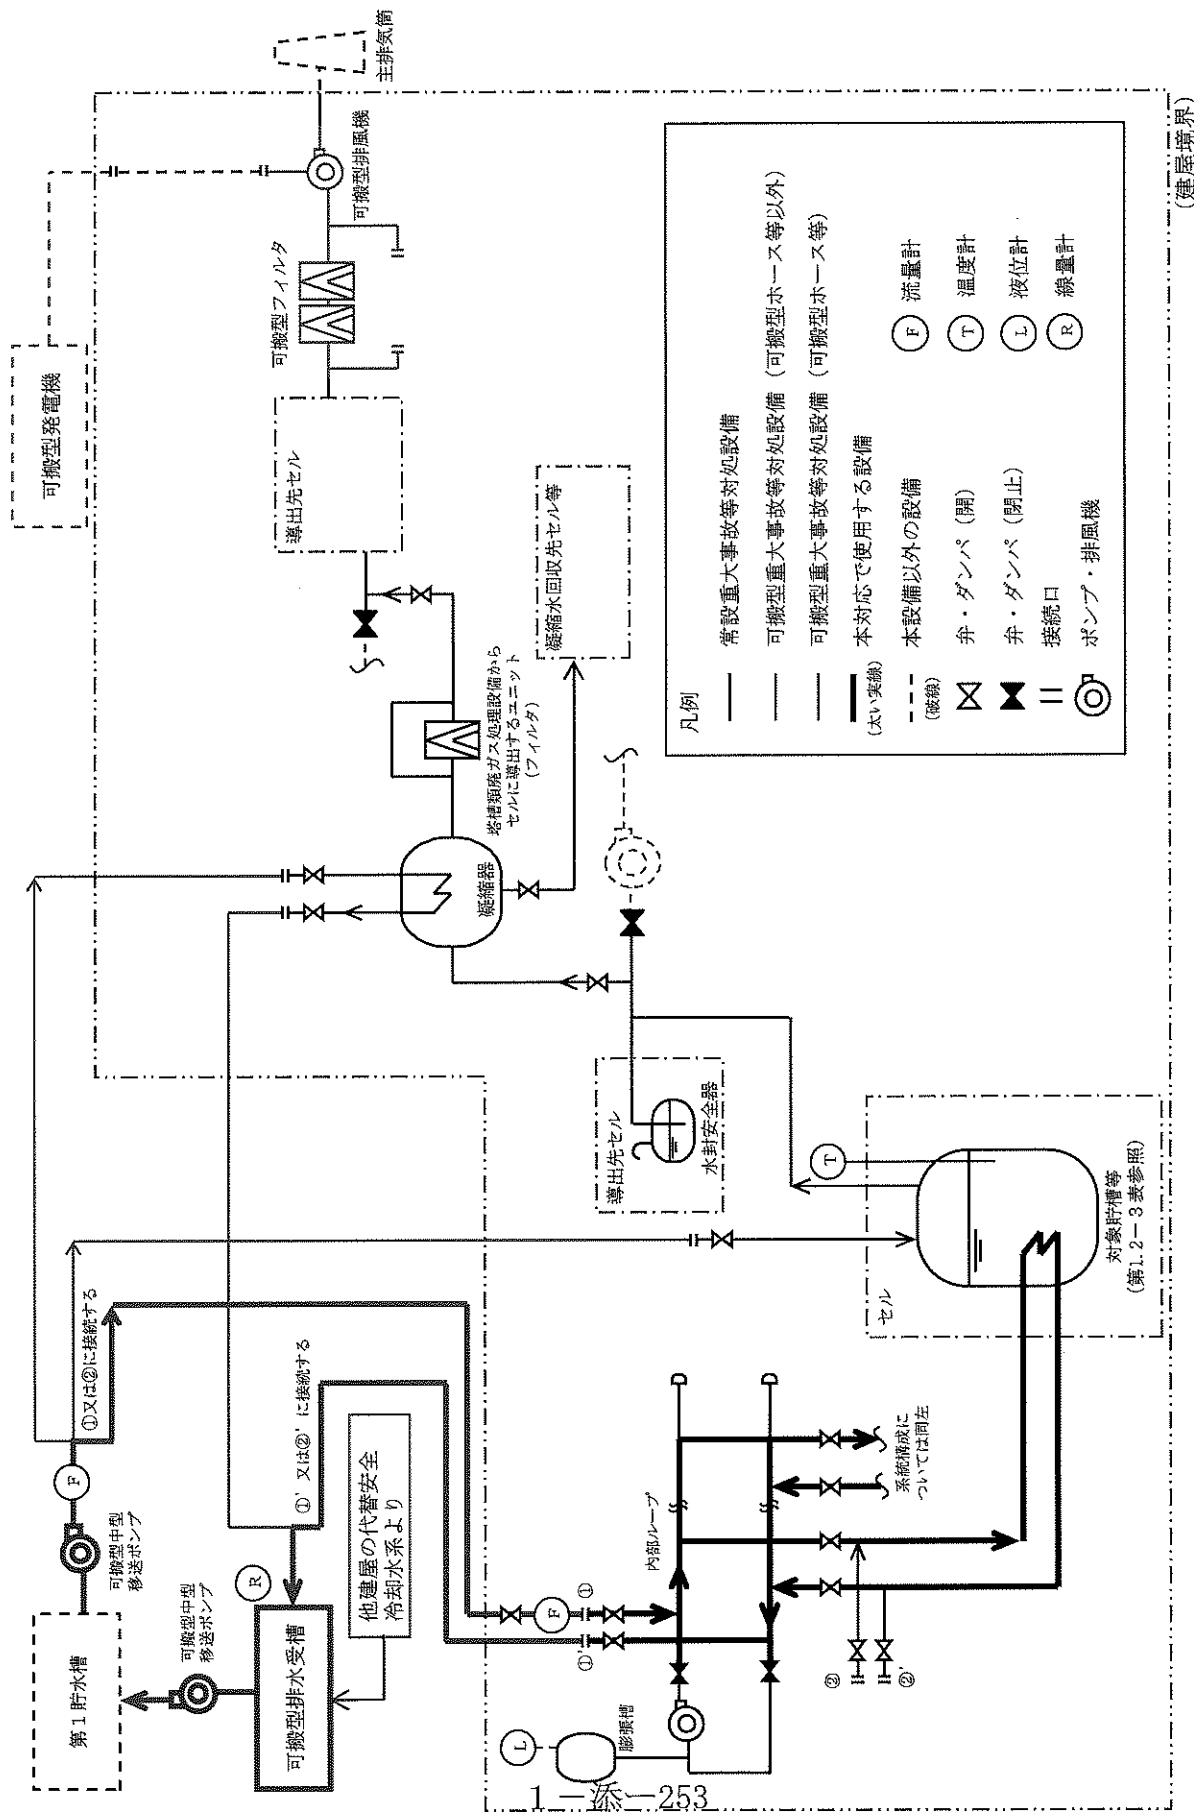 主排気筒
可搬型排風機
可搬型フィルタ
可搬型発電機
導出先セル
凝縮水回収先セル等
塔槽類廃ガス処理設備から
セルに導出するユニット
(フィルタ)
凝縮器
導出先セル
水封安全器
T
対象貯槽等
(第1.2-3表参照)
セル
①又は②に接続する
①'又は②'に接続する
F
可搬型中型
移送ポンプ
第1貯水槽
可搬型中型
移送ポンプ
R
可搬型排水受槽
他建屋の代替安全
冷却水系より
内部ループ
系統構成に
ついては同左
F
①
①'
②
②'
L
膨張槽
凡例
常設重大事故等対処設備
可搬型重大事故等対処設備(可搬型ホース等以外)
可搬型重大事故等対処設備(可搬型ホース等)
本対応で使用する設備
(太い実線)
本設備以外の設備
(破線)
弁・ダンパ(開)
弁・ダンパ(閉止)
接続口
ポンプ・排風機
F 流量計
T 温度計
L 液位計
R 線量計
(建屋境界)
1-添-253